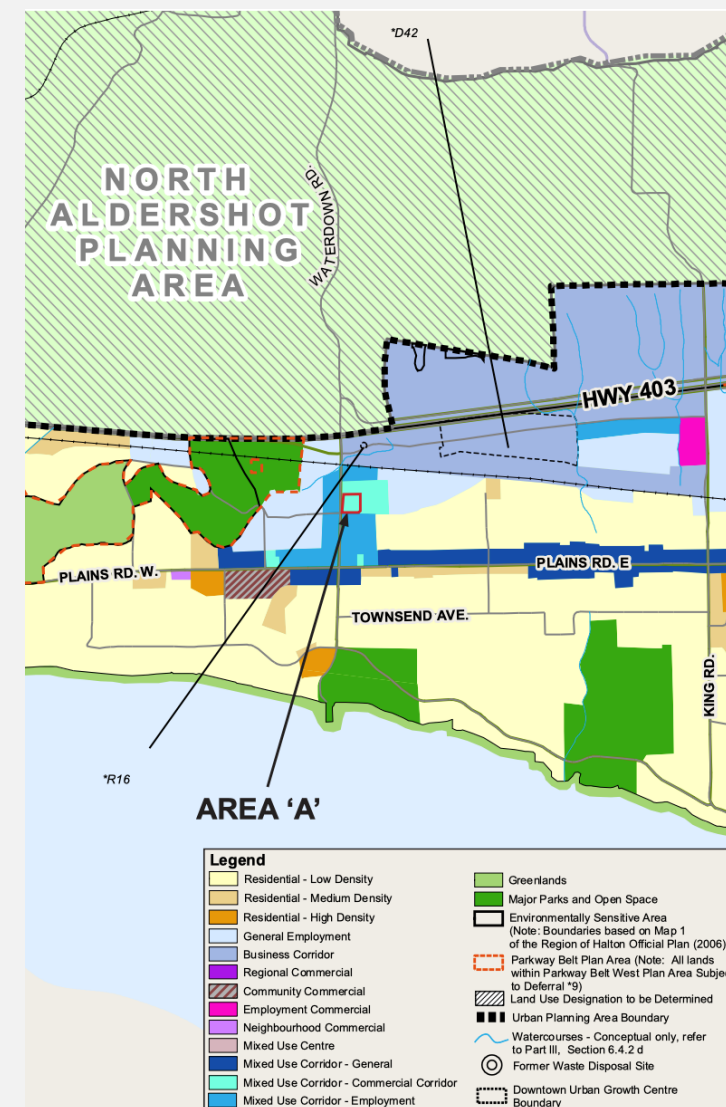 *D42
NORTH
ALDERSHOT
PLANNING
AREA
WATERDOWN RD.
HWY 403
PLAINS RD. W.
PLAINS RD. E
TOWNSEND AVE.
KING RD.
*R16
AREA ‘A’
Legend
Residential - Low Density
Residential - Medium Density
Residential - High Density
General Employment
Business Corridor
Regional Commercial
Community Commercial
Employment Commercial
Neighbourhood Commercial
Mixed Use Centre
Mixed Use Corridor - General
Mixed Use Corridor - Commercial Corridor
Mixed Use Corridor - Employment
Greenlands
Major Parks and Open Space
Environmentally Sensitive Area
(Note: Boundaries based on Map 1
of the Region of Halton Official Plan (2006)
Parkway Belt Plan Area (Note: All lands
within Parkway Belt West Plan Area Subje
to Deferral *9)
Land Use Designation to be Determined
Urban Planning Area Boundary
Watercourses - Conceptual only, refer
to Part III, Section 6.4.2 d
Former Waste Disposal Site
Downtown Urban Growth Centre
Boundary